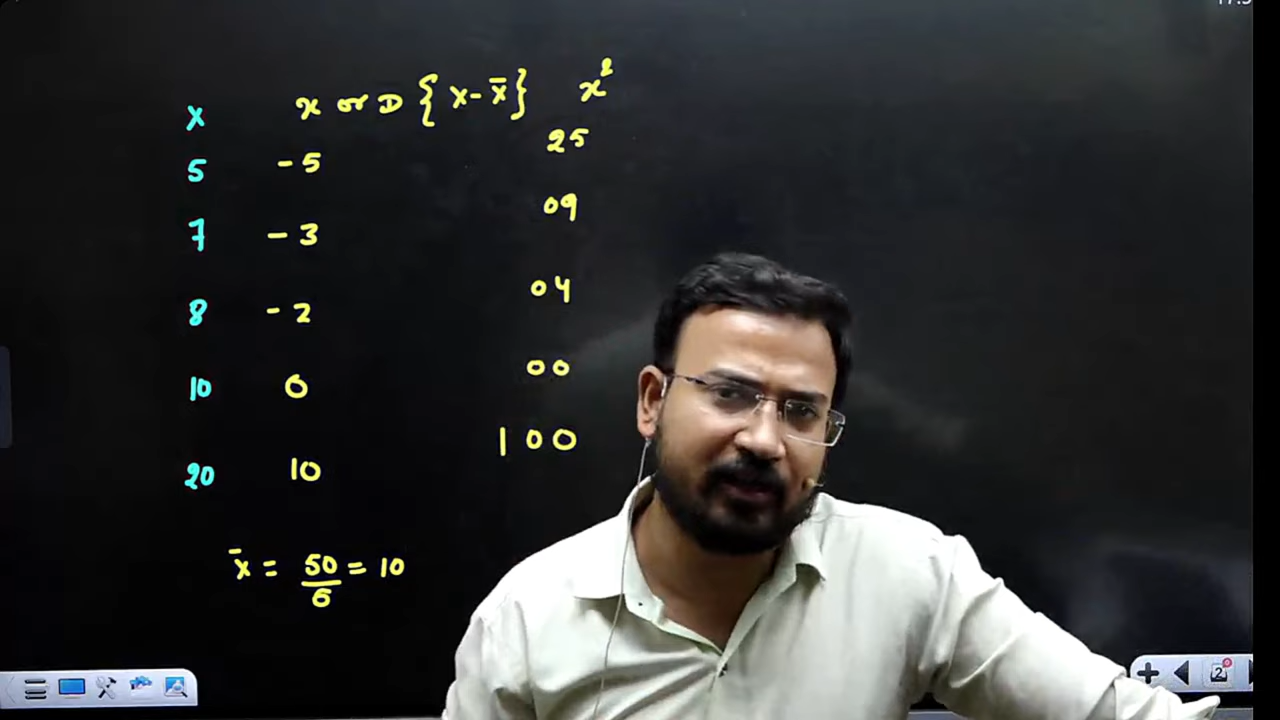 X x or D { X - X̄ } x²
5 -5 25
7 -3 09
8 -2 04
10 0 00
20 10 100
x̄ = 50/5 = 10
2